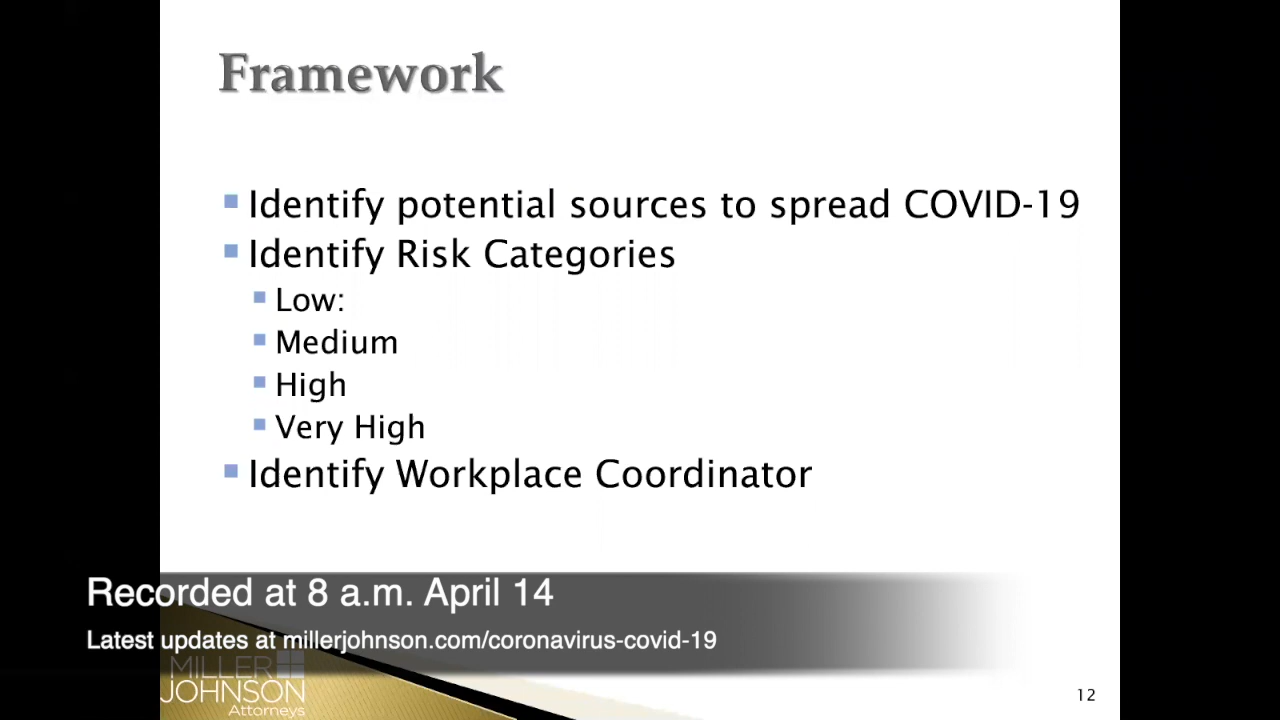 Framework
Identify potential sources to spread COVID-19
Identify Risk Categories
Low:
Medium
High
Very High
Identify Workplace Coordinator
Recorded at 8 a.m. April 14
Latest updates at millerjohnson.com/coronavirus-covid-19
MILLER
JOHNSON
Attorneys
12